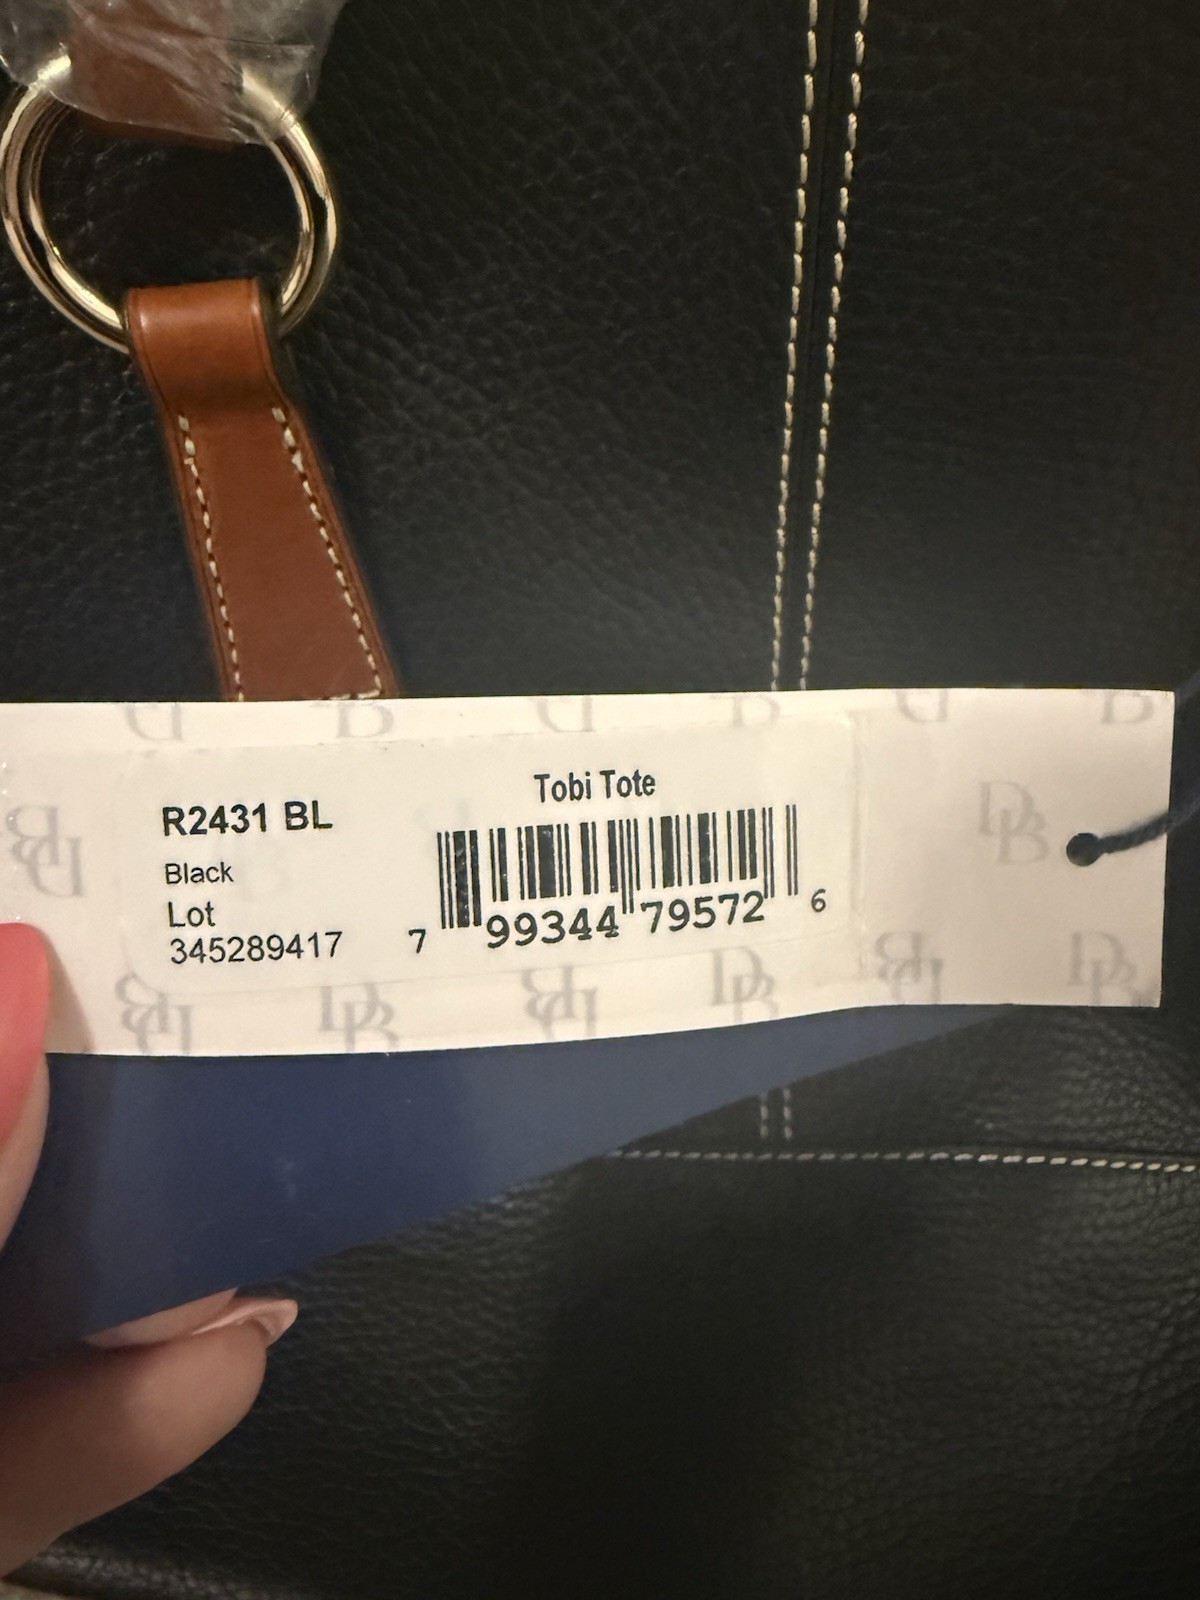 Tobi Tote
R2431 BL
Black
Lot
345289417
7 99344 79572 6